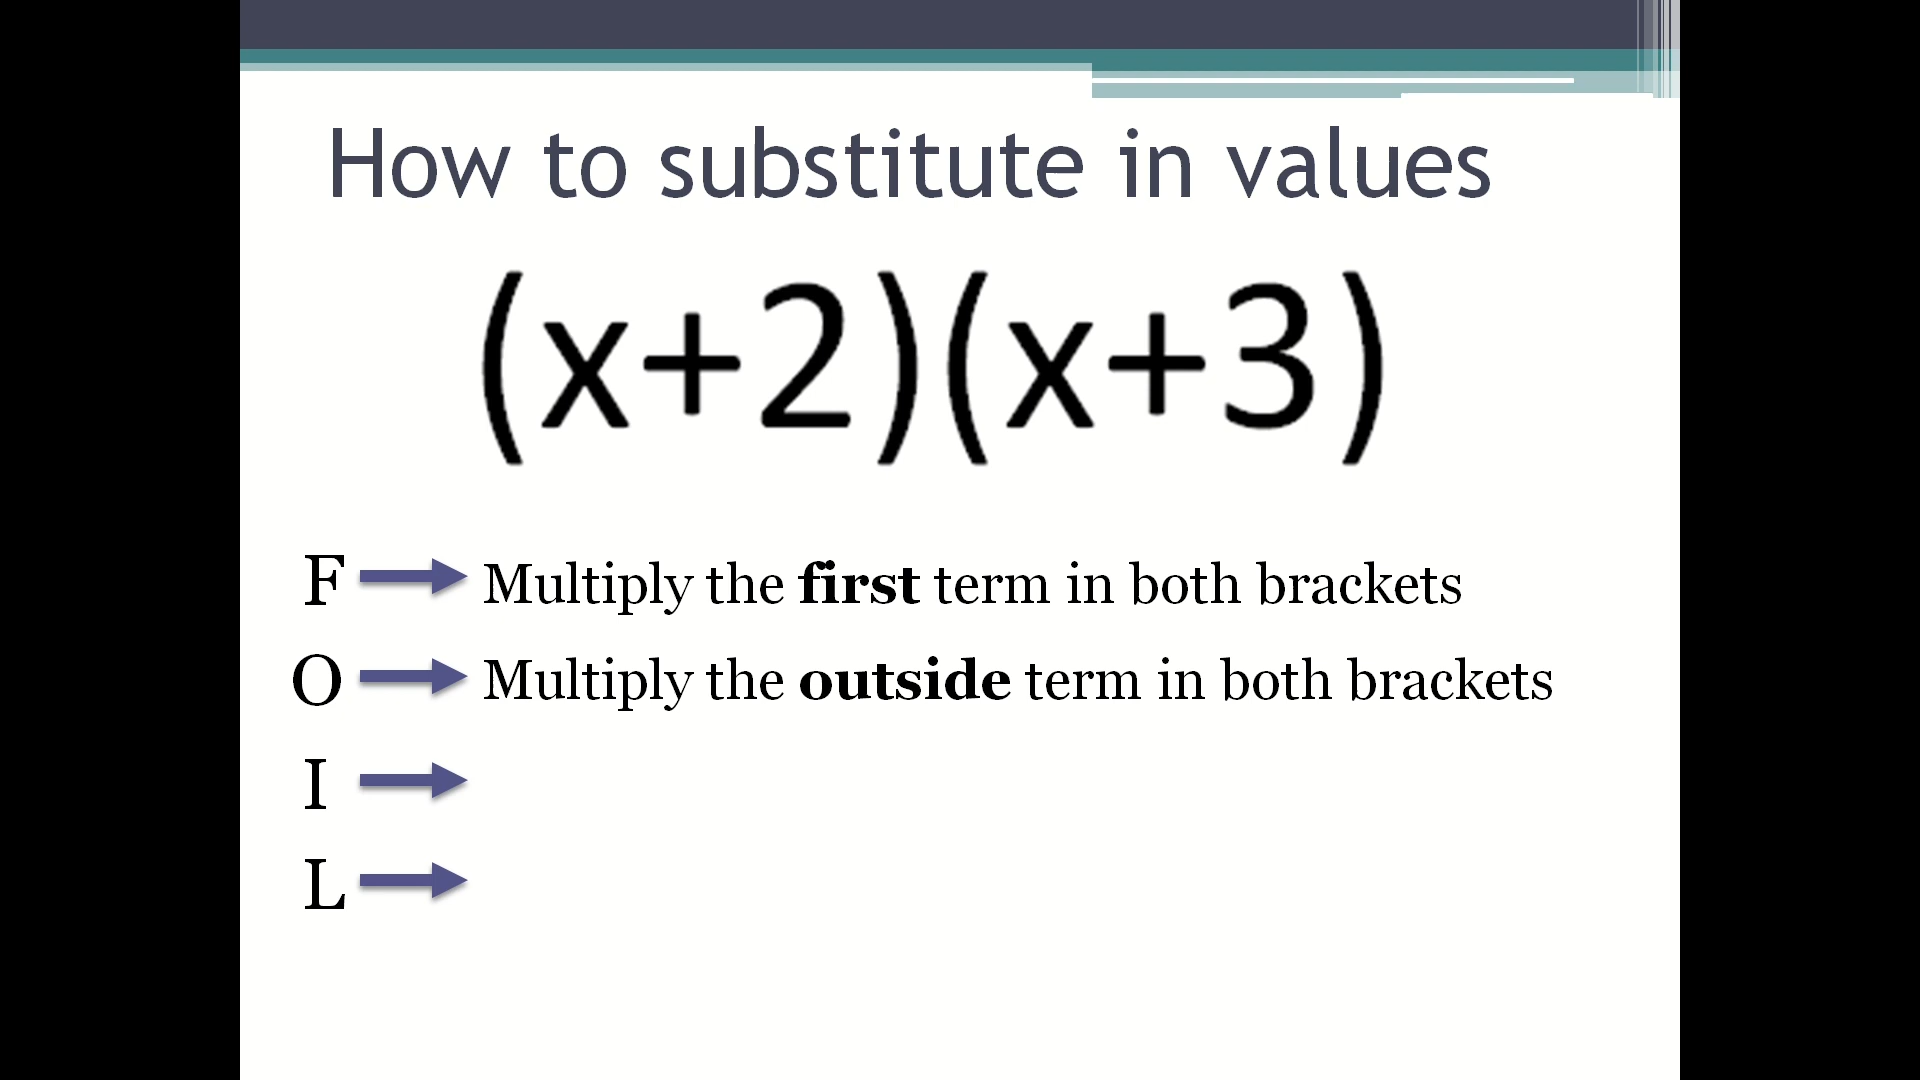 How to substitute in values
(x+2)(x+3)
F Multiply the first term in both brackets
O Multiply the outside term in both brackets
I
L